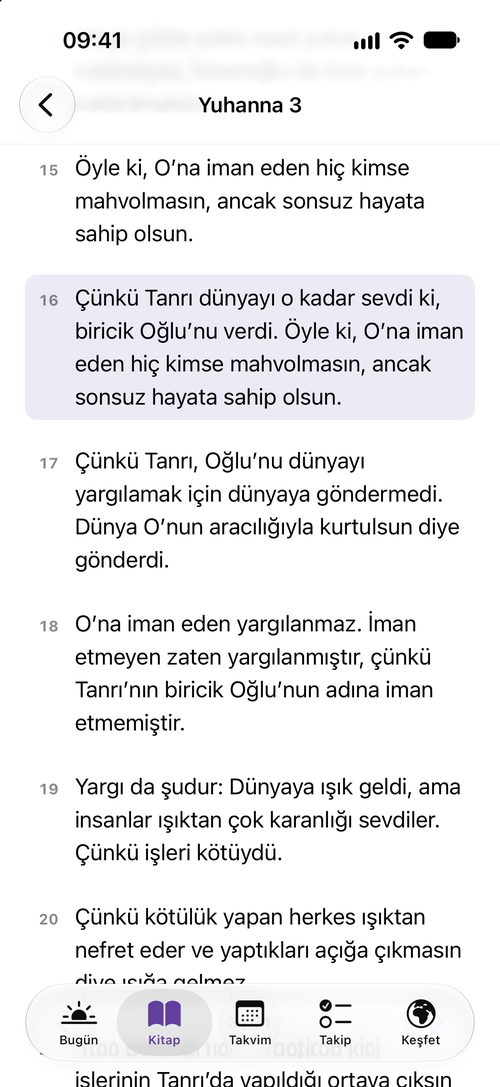 09:41
Yuhanna 3
15 Öyle ki, O’na iman eden hiç kimse
mahvolmasın, ancak sonsuz hayata
sahip olsun.
16 Çünkü Tanrı dünyayı o kadar sevdi ki,
biricik Oğlu’nu verdi. Öyle ki, O’na iman
eden hiç kimse mahvolmasın, ancak
sonsuz hayata sahip olsun.
17 Çünkü Tanrı, Oğlu’nu dünyayı
yargılamak için dünyaya göndermedi.
Dünya O’nun aracılığıyla kurtulsun diye
gönderdi.
18 O’na iman eden yargılanmaz. İman
etmeyen zaten yargılanmıştır, çünkü
Tanrı’nın biricik Oğlu’nun adına iman
etmemiştir.
19 Yargı da şudur: Dünyaya ışık geldi, ama
insanlar ışıktan çok karanlığı sevdiler.
Çünkü işleri kötüydü.
20 Çünkü kötülük yapan herkes ışıktan
nefret eder ve yaptıkları açığa çıkmasın
diye ışığa gelmez.
Bugün Kitap Takvim Takip Keşfet
işlerinin Tanrı’da yapıldığı ortaya çıksın